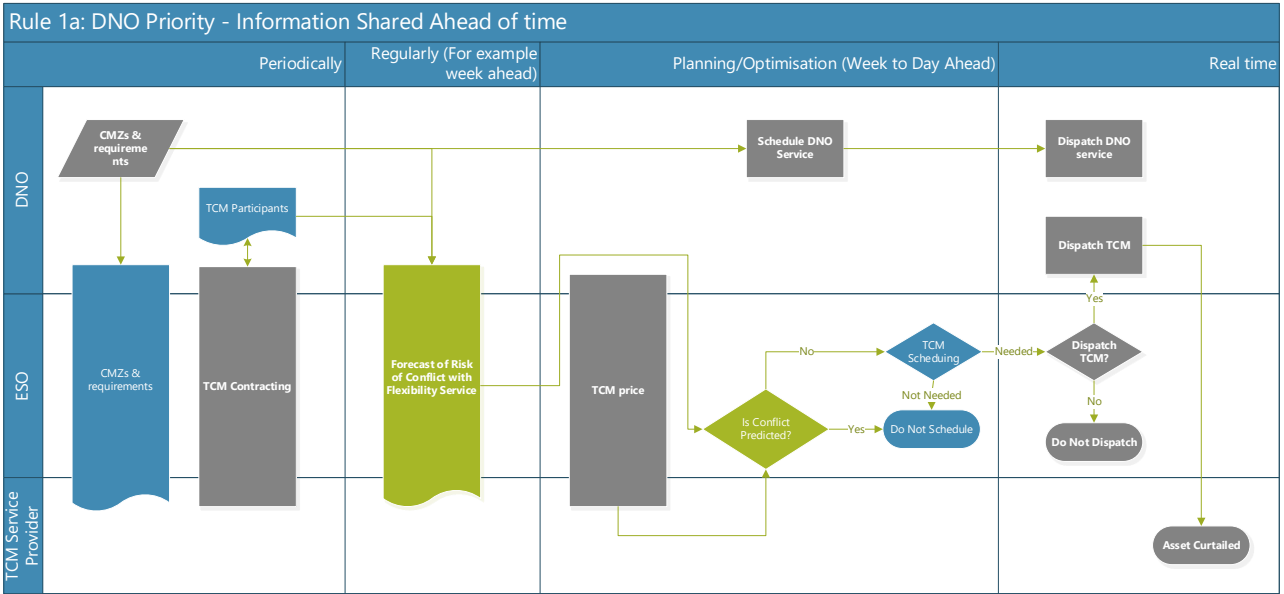 Rule 1a: DNO Priority - Information Shared Ahead of time
Periodically
Regularly (For example
week ahead)
Planning/Optimisation (Week to Day Ahead)
Real time
DNO
CMZs &
requireme
nts
Schedule DNO
Service
Dispatch DNO
service
TCM Participants
Dispatch TCM
ESO
CMZs &
requirements
TCM Contracting
Forecast of Risk
of Conflict with
Flexibility Service
TCM price
Is Conflict
Predicted?
No
Yes
TCM
Scheduing
Not Needed
Do Not Schedule
Needed
Yes
Dispatch
TCM?
No
Do Not Dispatch
TCM Service
Provider
Asset Curtailed